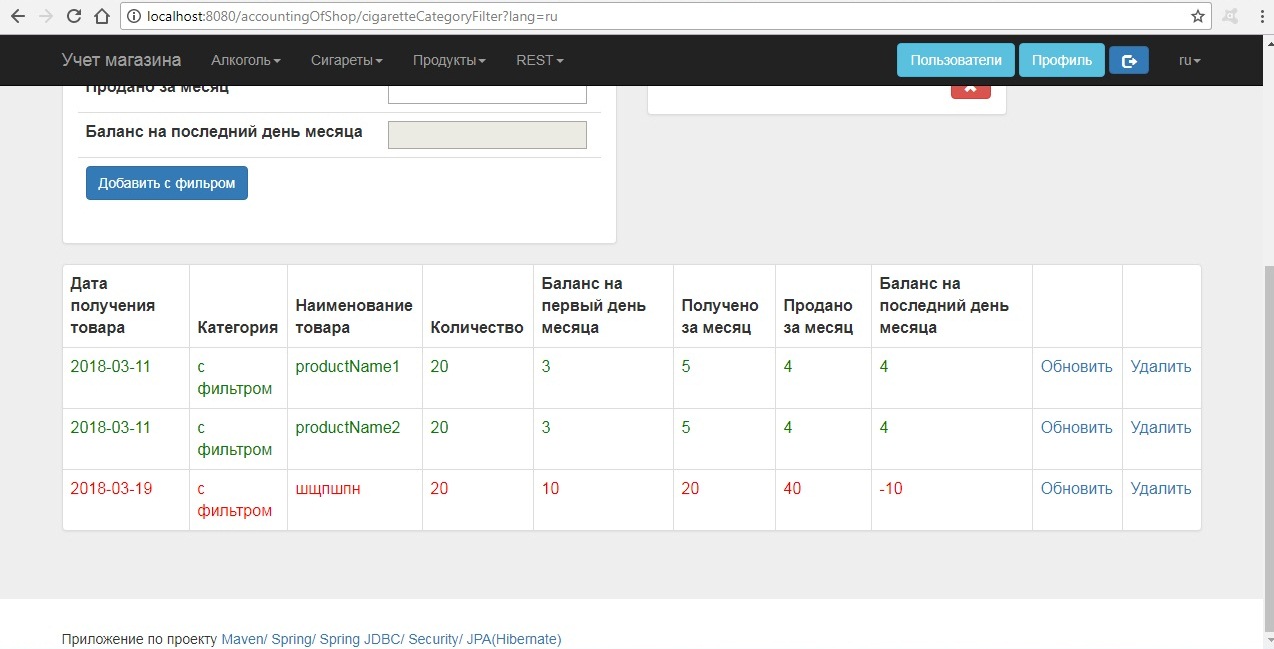 localhost:8080/accountingOfShop/cigaretteCategoryFilter?lang=ru
Учет магазина Алкоголь Сигареты Продукты REST Пользователи Профиль ru
Продано за месяц
Баланс на последний день месяца
Добавить с фильром
Дата получения товара Категория Наименование товара Количество Баланс на первый день месяца Получено за месяц Продано за месяц Баланс на последний день месяца
2018-03-11 с фильтром productName1 20 3 5 4 4 Обновить Удалить
2018-03-11 с фильтром productName2 20 3 5 4 4 Обновить Удалить
2018-03-19 с фильтром шщпшпн 20 10 20 40 -10 Обновить Удалить
Приложение по проекту Maven/ Spring/ Spring JDBC/ Security/ JPA(Hibernate)